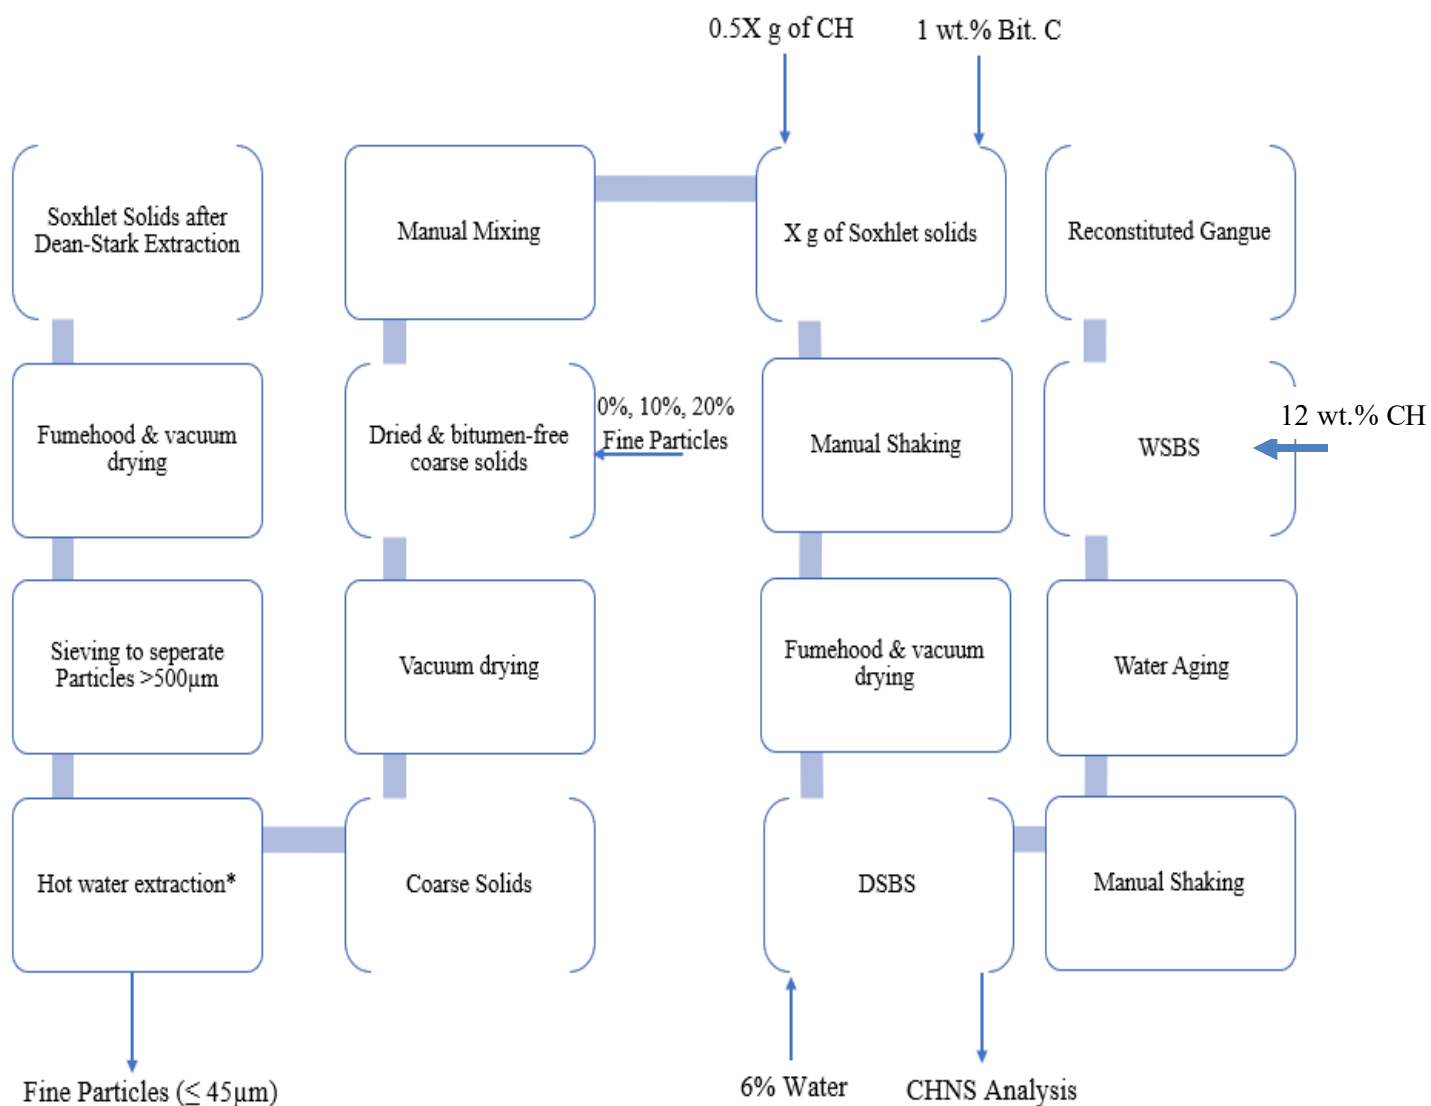 0.5X g of CH
1 wt.% Bit. C
Soxhlet Solids after
Dean-Stark Extraction
Manual Mixing
X g of Soxhlet solids
Reconstituted Gangue
Fumehood & vacuum
drying
Dried & bitumen-free
coarse solids
0%, 10%, 20%
Fine Particles
Manual Shaking
WSBS
12 wt.% CH
Sieving to seperate
Particles >500μm
Vacuum drying
Fumehood & vacuum
drying
Water Aging
Hot water extraction*
Coarse Solids
DSBS
Manual Shaking
Fine Particles (≤ 45μm)
6% Water
CHNS Analysis